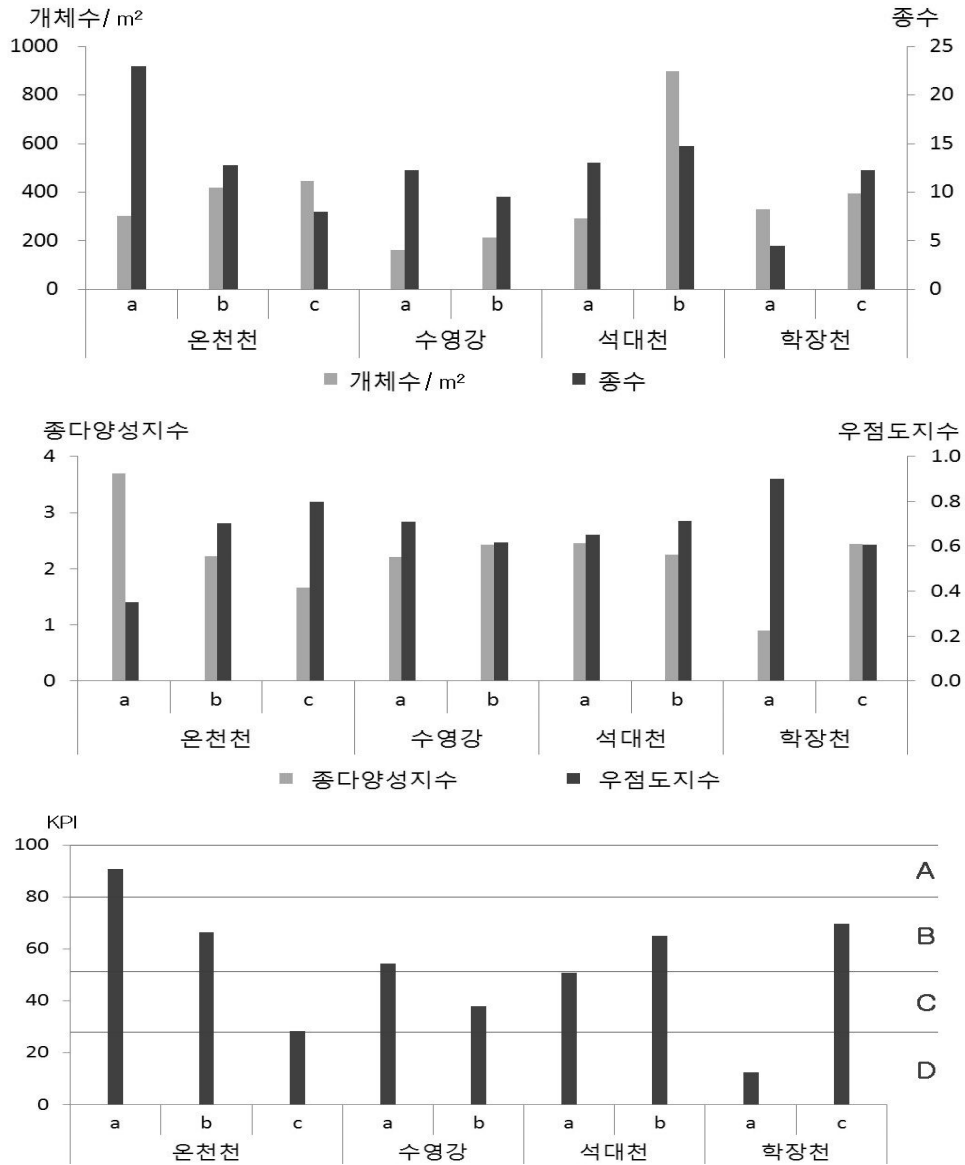 개체수/㎡ 종수
1000 25
800 20
600 15
400 10
200 5
0 0
a b c a b a b a c
온천천 수영강 석대천 학장천
개체수/㎡ 종수
종다양성지수 우점도지수
4 1.0
3 0.8
0.6
2
0.4
1 0.2
0 0.0
a b c a b a b a c
온천천 수영강 석대천 학장천
종다양성지수 우점도지수
KPI
100
A
80
B
60
40 C
20 D
0
a b c a b a b a c
온천천 수영강 석대천 학장천